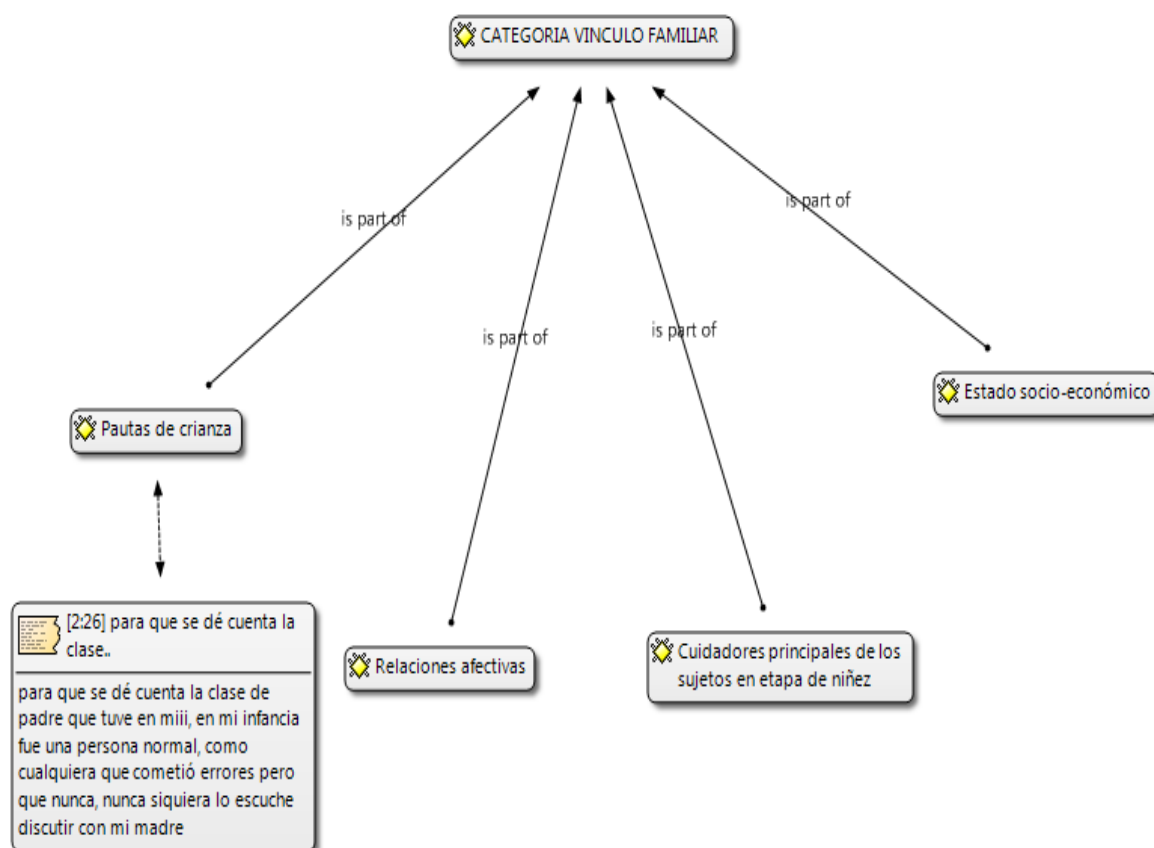 CATEGORIA VINCULO FAMILIAR
is part of
is part of
is part of
is part of
Estado socio-económico
Pautas de crianza
[2:26] para que se dé cuenta la
clase..
para que se dé cuenta la clase de
padre que tuve en miii, en mi infancia
fue una persona normal, como
cualquiera que cometió errores pero
que nunca, nunca siquiera lo escuche
discutir con mi madre
Relaciones afectivas
Cuidadores principales de los
sujetos en etapa de niñez